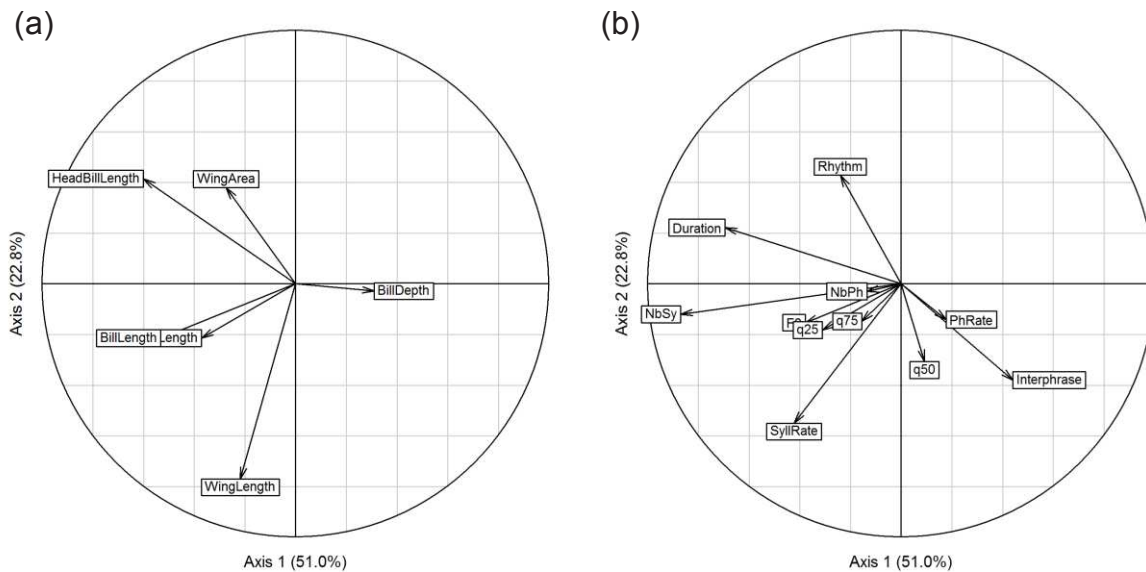 (a)
HeadBillLength
WingArea
BillDepth
BillLength
Length
WingLength
Axis 2 (22.8%)
Axis 1 (51.0%)
(b)
Rhythm
Duration
NbPh
NbSy
q75
q25
PhRate
q50
Interphrase
SyllRate
Axis 2 (22.8%)
Axis 1 (51.0%)